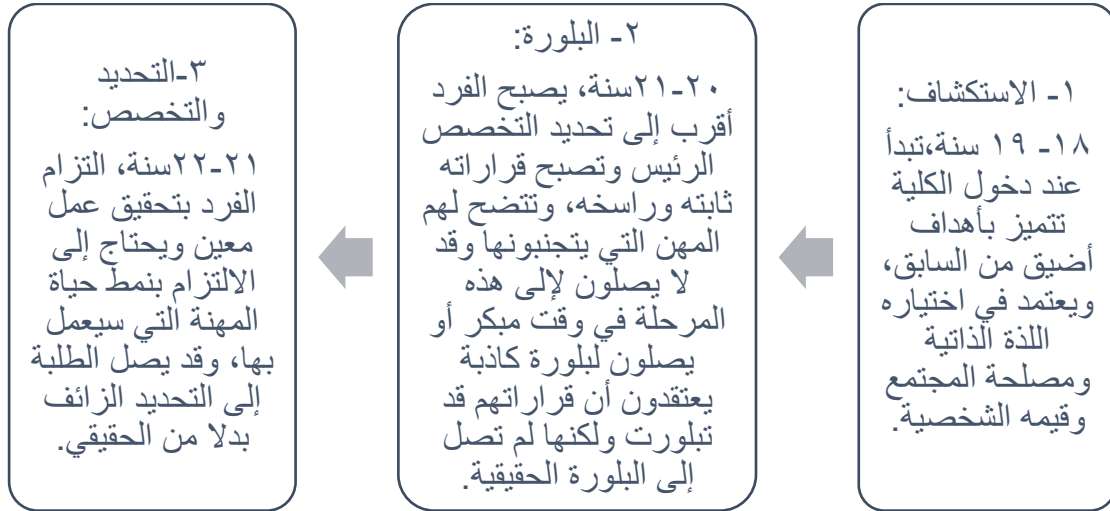 ١- الاستكشاف:
١٨- ١٩ سنة،تبدأ
عند دخول الكلية
تتميز بأهداف
أضيق من السابق،
ويعتمد في اختياره
اللذة الذاتية
ومصلحة المجتمع
وقيمه الشخصية.
٢- البلورة:
٢٠-٢١سنة، يصبح الفرد
أقرب إلى تحديد التخصص
الرئيس وتصبح قراراته
ثابته وراسخه، وتتضح لهم
المهن التي يتجنبونها وقد
لا يصلون لإلى هذه
المرحلة في وقت مبكر أو
يصلون لبلورة كاذبة
يعتقدون أن قراراتهم قد
تبلورت ولكنها لم تصل
إلى البلورة الحقيقية.
٣-التحديد
والتخصص:
٢١-٢٢سنة، التزام
الفرد بتحقيق عمل
معين ويحتاج إلى
الالتزام بنمط حياة
المهنة التي سيعمل
بها، وقد يصل الطلبة
إلى التحديد الزائف
بدلا من الحقيقي.